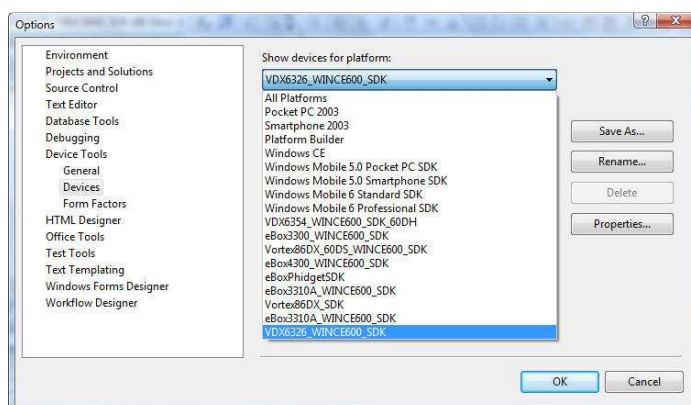 Options
Environment
Projects and Solutions
Source Control
Text Editor
Database Tools
Debugging
Device Tools
General
Devices
Form Factors
HTML Designer
Office Tools
Test Tools
Text Templating
Windows Forms Designer
Workflow Designer
Show devices for platform:
VDX6326_WINCE600_SDK
All Platforms
Pocket PC 2003
Smartphone 2003
Platform Builder
Windows CE
Windows Mobile 5.0 Pocket PC SDK
Windows Mobile 5.0 Smartphone SDK
Windows Mobile 6 Standard SDK
Windows Mobile 6 Professional SDK
VDX6354_WINCE600_SDK_60DH
eBox3300_WINCE600_SDK
Vortex86DX_60DS_WINCE600_SDK
eBox4300_WINCE600_SDK
eBoxPhidgetSDK
eBox3310A_WINCE600_SDK
Vortex86DX_SDK
eBox3310A_WINCE600_SDK
VDX6326_WINCE600_SDK
Save As...
Rename...
Delete
Properties...
OK
Cancel